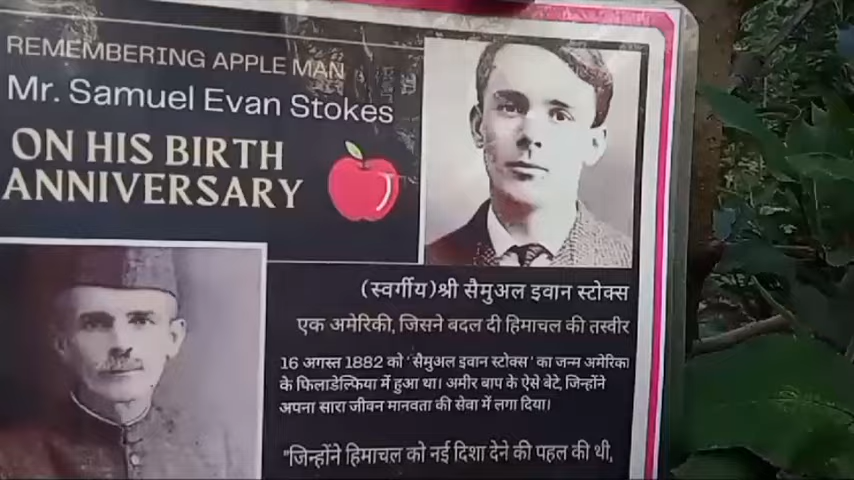 REMEMBERING APPLE MAN
Mr. Samuel Evan Stokes
ON HIS BIRTH
ANNIVERSARY
(स्वर्गीय)श्री सैमुअल इवान स्टोक्स
एक अमेरिकी, जिसने बदल दी हिमाचल की तस्वीर
16 अगस्त 1882 को 'सैमुअल इवान स्टोक्स' का जन्म अमेरिका
के फिलाडेल्फिया में हुआ था। अमीर बाप के ऐसे बेटे, जिन्होंने
अपना सारा जीवन मानवता की सेवा में लगा दिया।
"जिन्होंने हिमाचल को नई दिशा देने की पहल की थी,